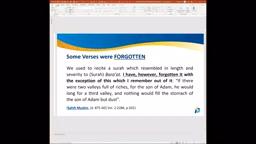 Some Verses were FORGOTTEN
We used to recite a surah which resembled in length and
severity to (Surah) Bara'at. I have, however, forgotten it with
the exception of this which I remember out of it: "If there
were two valleys full of riches, for the son of Adam, he would
long for a third valley, and nothing would fill the stomach of
the son of Adam but dust".
(Sahih Muslim,